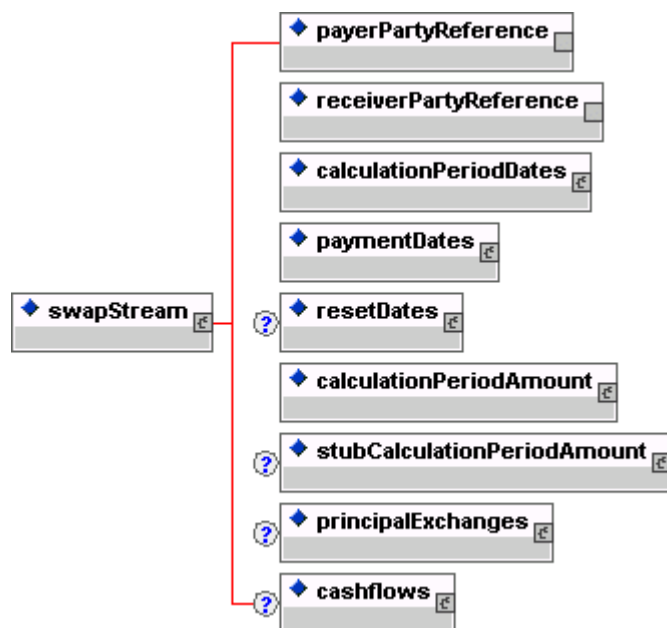 payerPartyReference
receiverPartyReference
calculationPeriodDates
paymentDates
swapStream
? resetDates
calculationPeriodAmount
? stubCalculationPeriodAmount
? principalExchanges
? cashflows